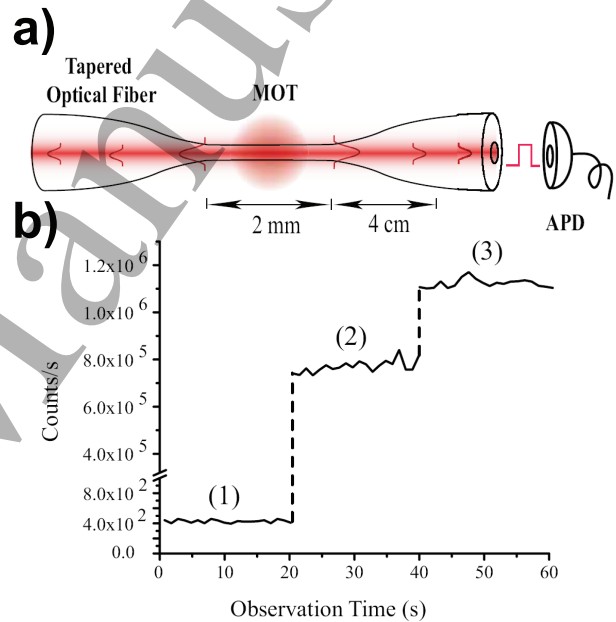 a)
Tapered
Optical Fiber
MOT
2 mm
4 cm
APD
b)
Counts/s
1.2x10 6
1.0x10 6
8.0x10 5
6.0x10 5
4.0x10 5
8.0x10 2
4.0x10 2
0.0
(1)
(2)
(3)
0 10 20 30 40 50 60
Observation Time (s)
Manus